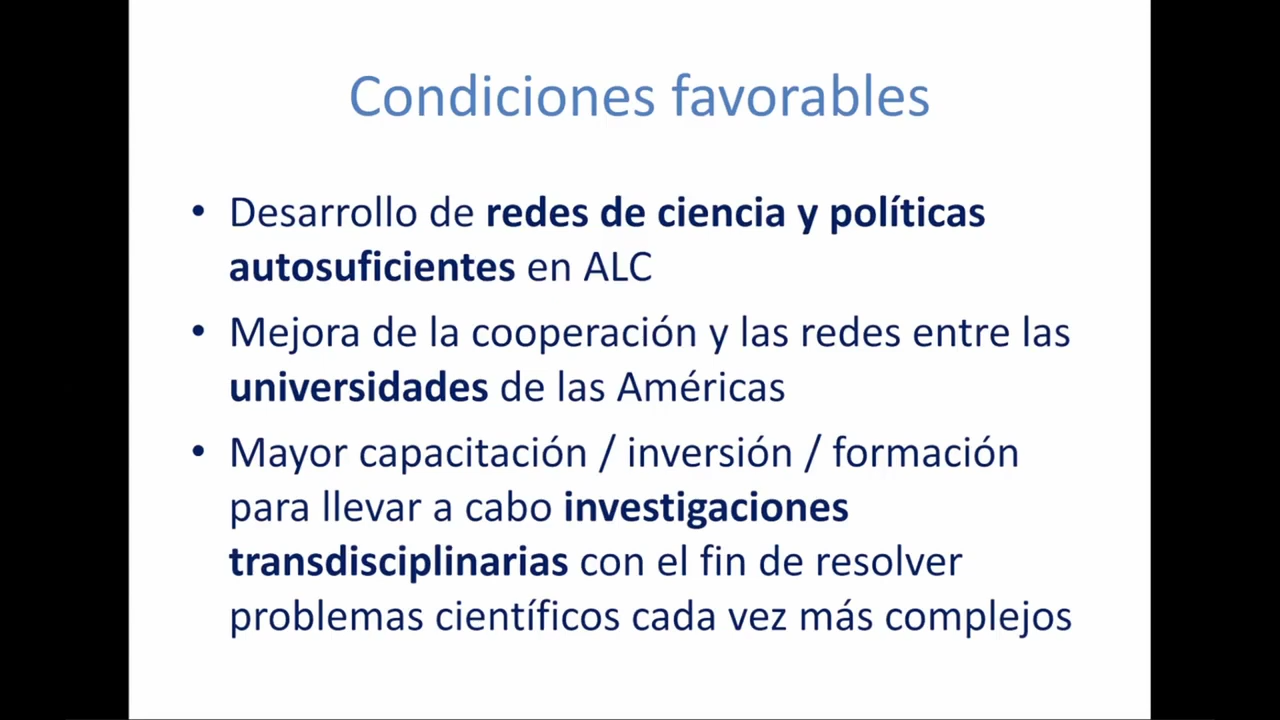 Condiciones favorables
• Desarrollo de redes de ciencia y políticas
autosuficientes en ALC
• Mejora de la cooperación y las redes entre las
universidades de las Américas
• Mayor capacitación / inversión / formación
para llevar a cabo investigaciones
transdisciplinarias con el fin de resolver
problemas científicos cada vez más complejos